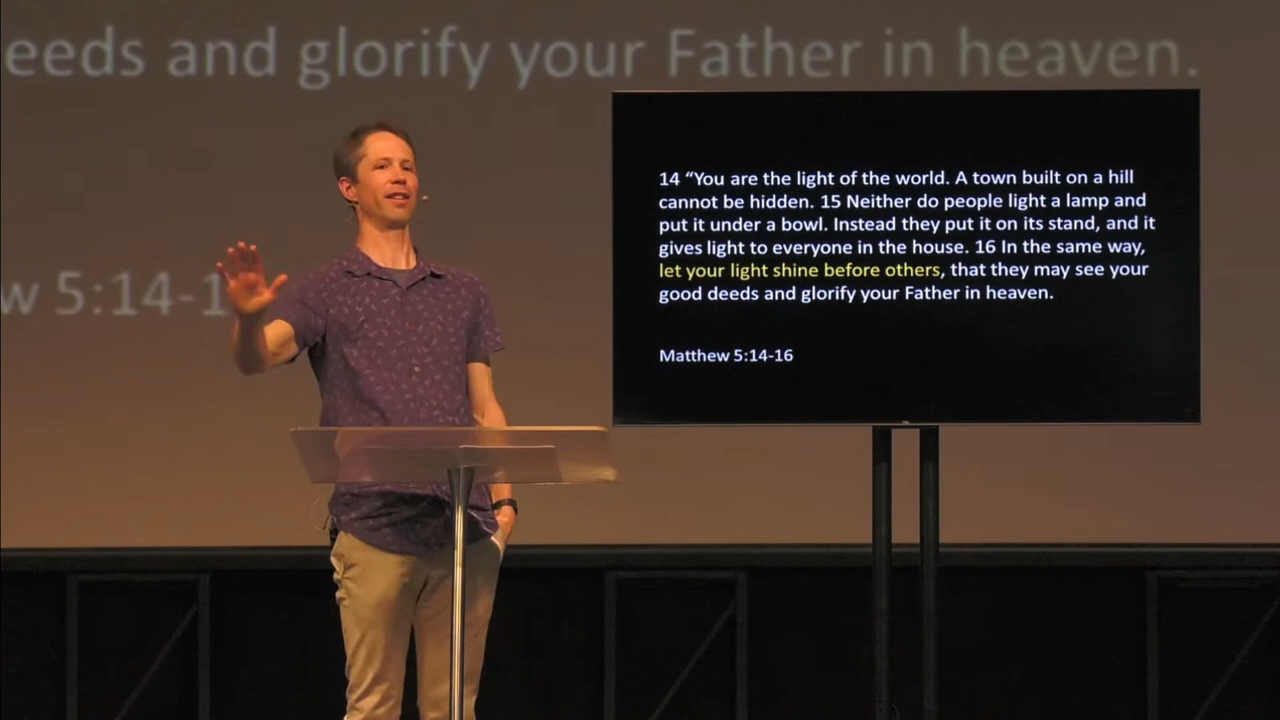 eeds and glorify your Father in heaven.
w 5:14-1
14 “You are the light of the world. A town built on a hill
cannot be hidden. 15 Neither do people light a lamp and
put it under a bowl. Instead they put it on its stand, and it
gives light to everyone in the house. 16 In the same way,
let your light shine before others, that they may see your
good deeds and glorify your Father in heaven.
Matthew 5:14-16